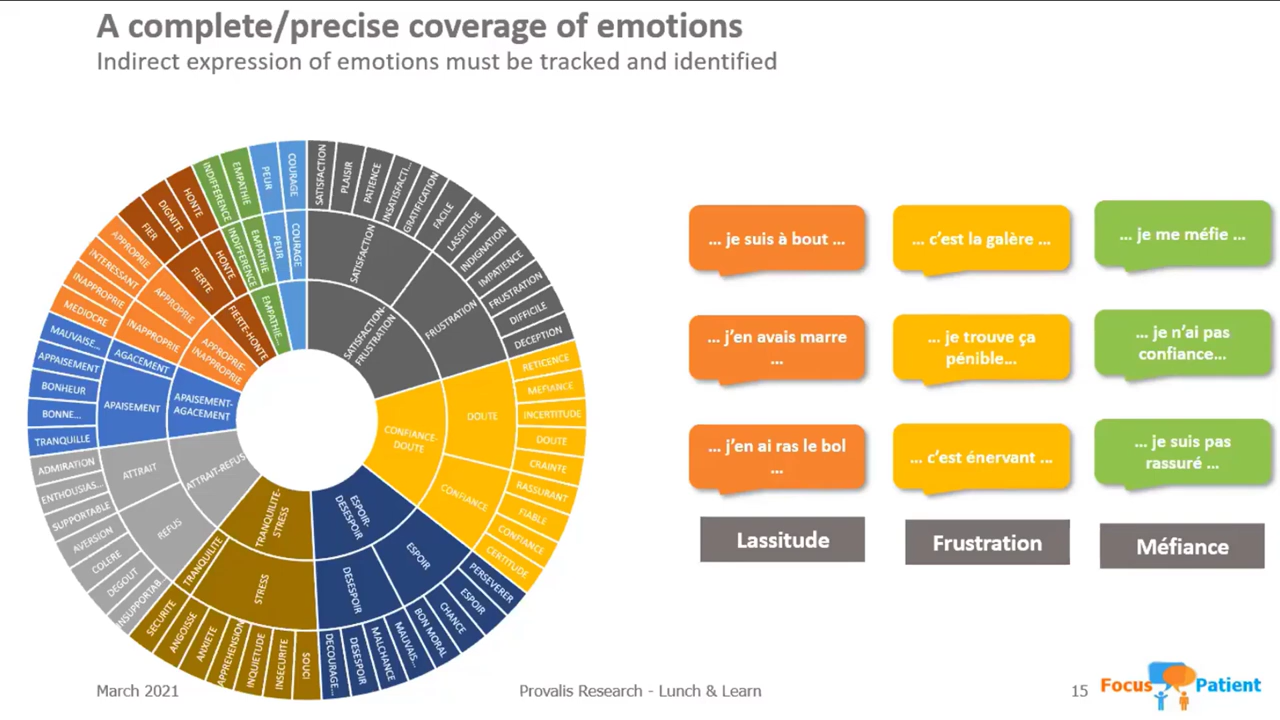 A complete/precise coverage of emotions
Indirect expression of emotions must be tracked and identified
SATISFACTION-
FRUSTRATION
SATISFACTION
SATISFACTION
PLAISIR
PATIENCE
INSATISFACTI...
GRATIFICATION
FACILE
FRUSTRATION
LASSITUDE
INDIGNATION
IMPATIENCE
FRUSTRATION
DIFFICILE
DECEPTION
CONFIANCE-
DOUTE
DOUTE
RETICENCE
MEFIANCE
INCERTITUDE
DOUTE
CRAINTE
CONFIANCE
RASSURANT
FIABLE
CONFIANCE
CERTITUDE
ESPOIR-
DESESPOIR
ESPOIR
PERSEVERER
ESPOIR
CHANCE
BON MORAL
DESESPOIR
MAUVAIS...
MALCHANCE
DESESPOIR
DECOURAGE...
TRANQUILITE-
STRESS
STRESS
SOUCI
INSECURITE
INQUIETUDE
APPREHENSION
ANXIETE
ANGOISSE
TRANQUILITE
SECURITE
ATTRAIT-REFUS
REFUS
INSUPPORTAB...
DEGOUT
COLERE
AVERSION
SUPPORTABLE
ATTRAIT
ENTHOUSIAS...
ADMIRATION
APAISEMENT-
AGACEMENT
APAISEMENT
TRANQUILLE
BONNE...
BONHEUR
APPAISEMENT
AGACEMENT
MAUVAISE...
APPROPRIE-
INAPPROPRIE
INAPPROPRIE
MEDIOCRE
INAPPROPRIE
APPROPRIE
INTERESSANT
APPROPRIE
FIERTE-HONTE
FIERTE
FIER
DIGNITE
HONTE
HONTE
EMPATHIE...
INDIFFERENCE
INDIFFERENCE
EMPATHIE
EMPATHIE
PEUR
PEUR
COURAGE
COURAGE
... je suis à bout ...
... c’est la galère ...
... je me méfie ...
... j’en avais marre
...
... je trouve ça
pénible...
... je n’ai pas
confiance...
... j’en ai ras le bol
...
... c’est énervant ...
... je suis pas
rassuré ...
Lassitude
Frustration
Méfiance
March 2021
Provalis Research - Lunch & Learn
15
Focus Patient